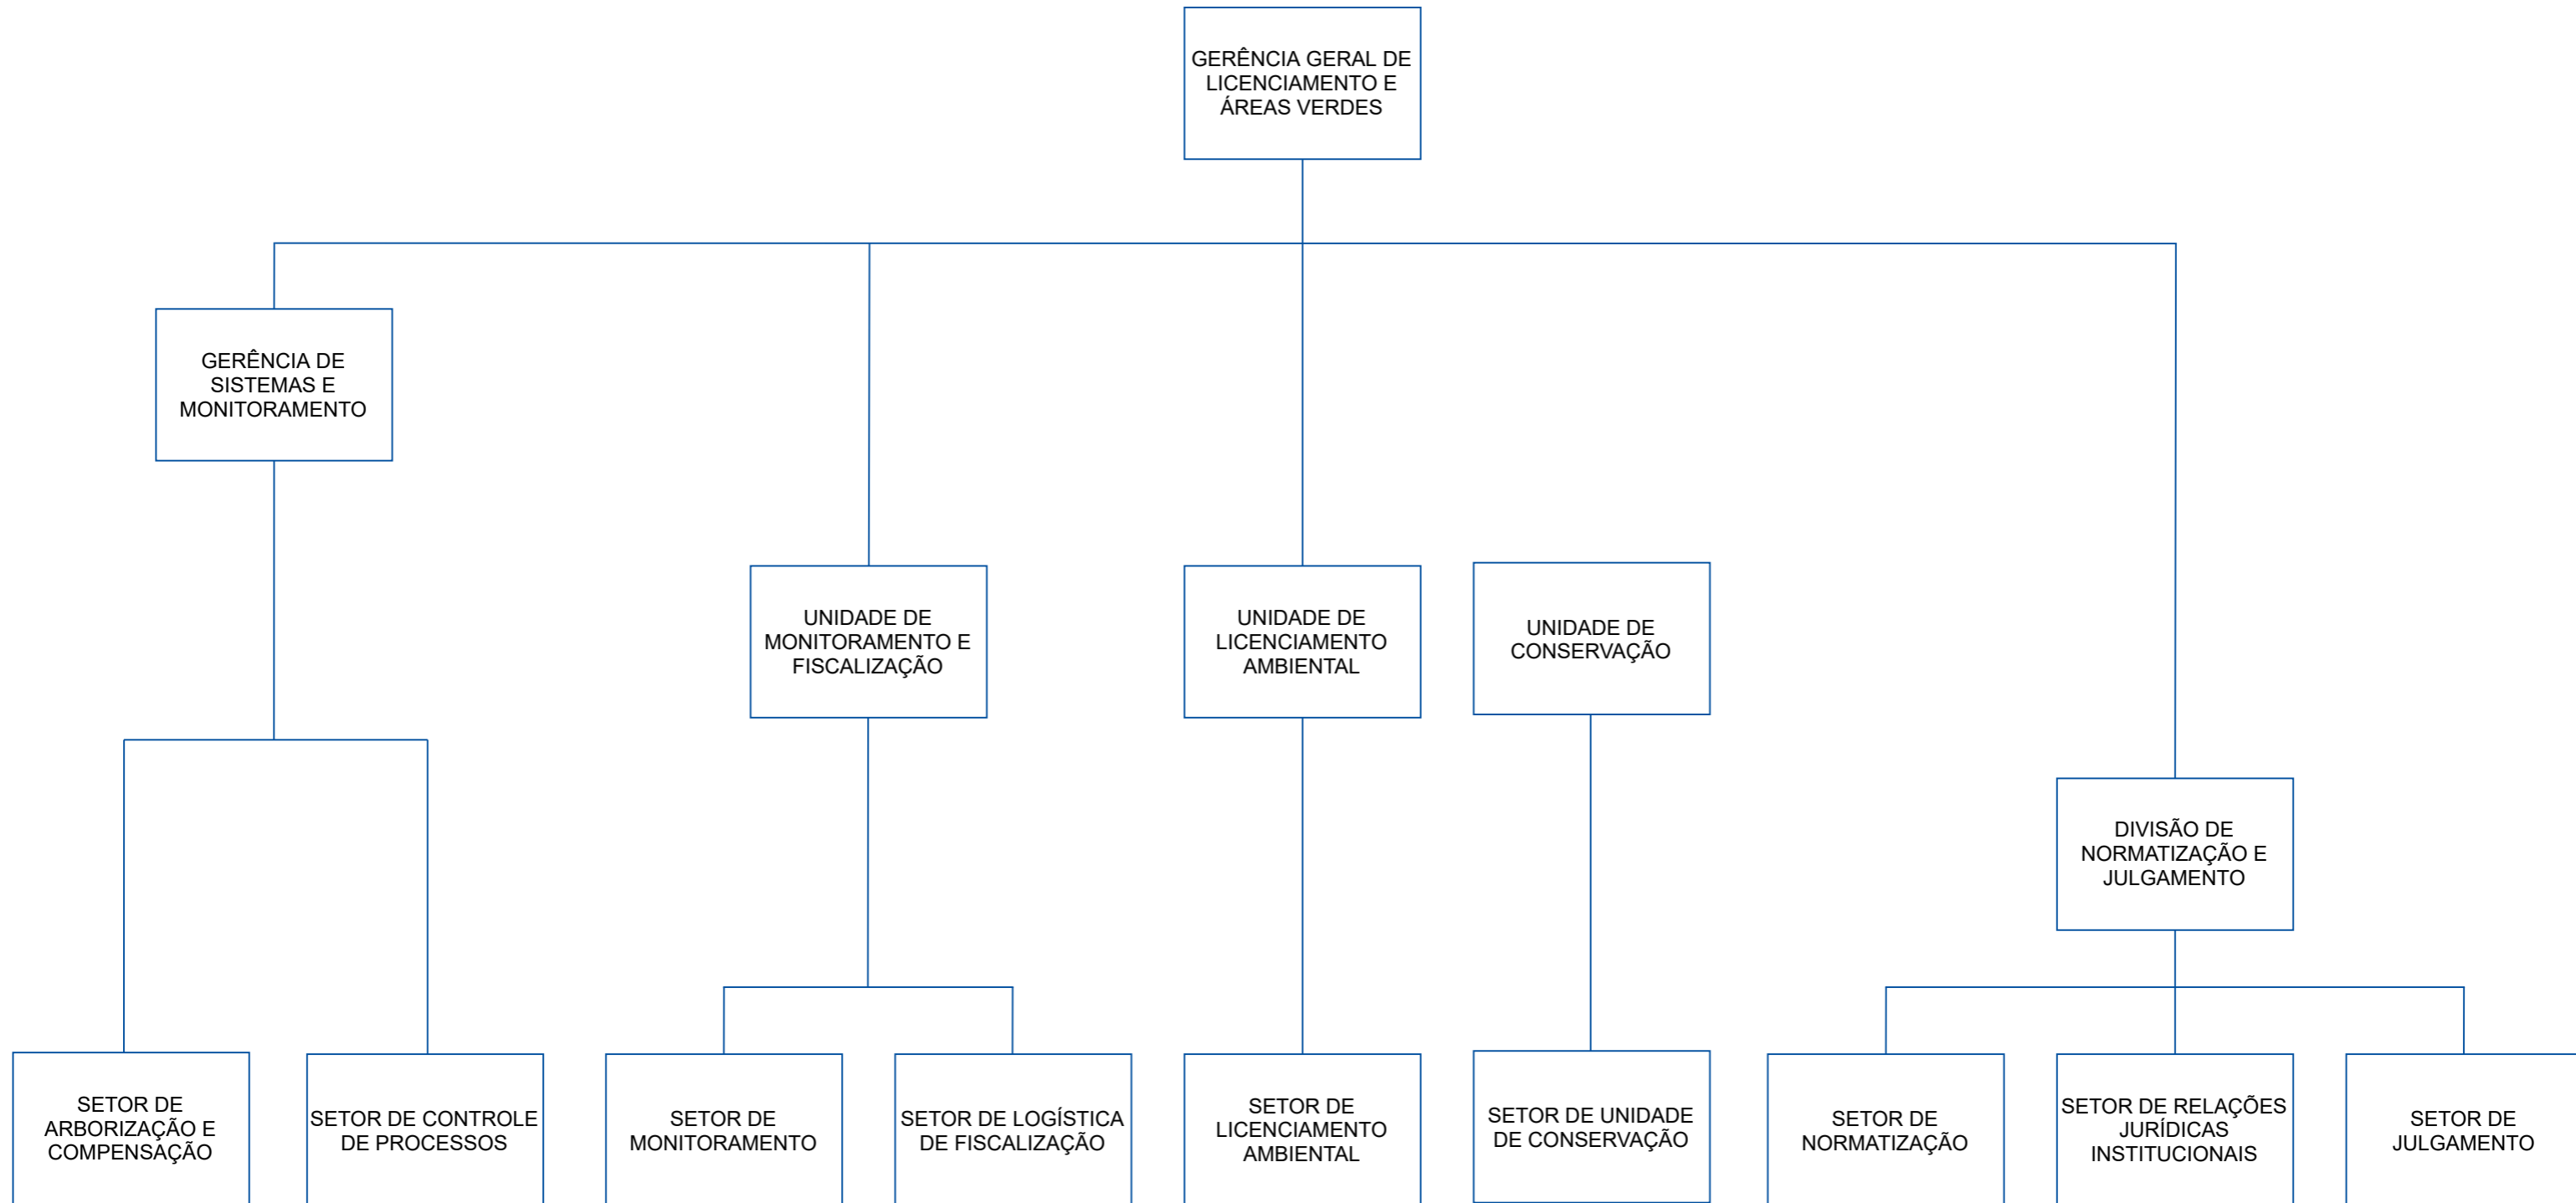 GERÊNCIA GERAL DE
LICENCIAMENTO E
ÁREAS VERDES
GERÊNCIA DE
SISTEMAS E
MONITORAMENTO
UNIDADE DE
MONITORAMENTO E
FISCALIZAÇÃO
UNIDADE DE
LICENCIAMENTO
AMBIENTAL
UNIDADE DE
CONSERVAÇÃO
DIVISÃO DE
NORMATIZAÇÃO E
JULGAMENTO
SETOR DE
ARBORIZAÇÃO E
COMPENSAÇÃO
SETOR DE CONTROLE
DE PROCESSOS
SETOR DE
MONITORAMENTO
SETOR DE LOGÍSTICA
DE FISCALIZAÇÃO
SETOR DE
LICENCIAMENTO
AMBIENTAL
SETOR DE UNIDADE
DE CONSERVAÇÃO
SETOR DE
NORMATIZAÇÃO
SETOR DE RELAÇÕES
JURÍDICAS
INSTITUCIONAIS
SETOR DE
JULGAMENTO